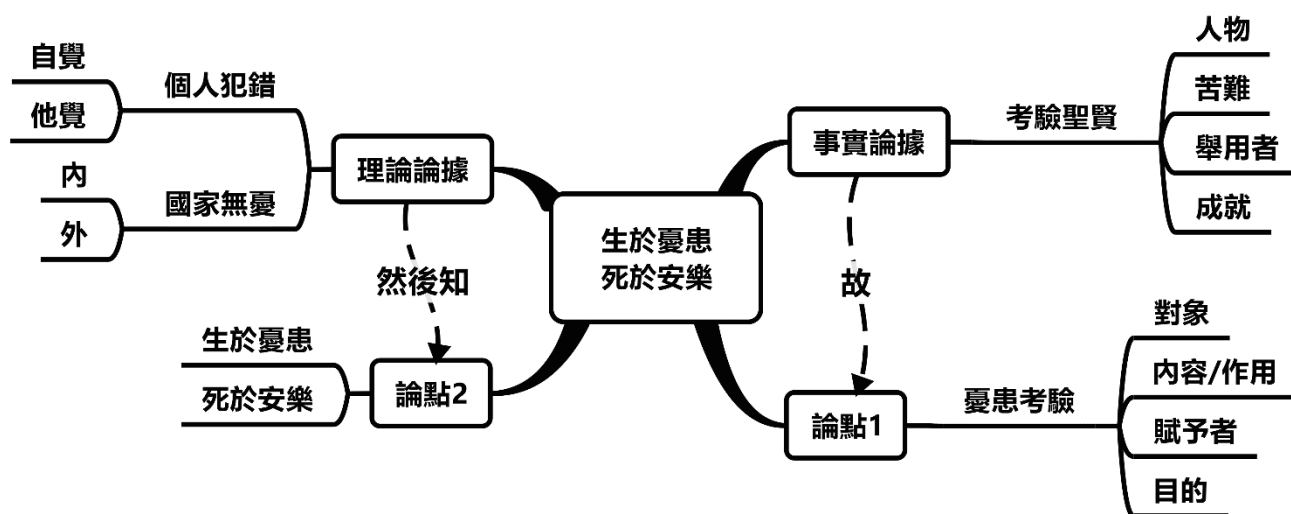 生於憂患
死於安樂
事實論據
考驗聖賢
人物
苦難
舉用者
成就
故
論點1
憂患考驗
對象
內容/作用
賦予者
目的
理論論據
個人犯錯
自覺
他覺
國家無憂
內
外
然後知
論點2
生於憂患
死於安樂